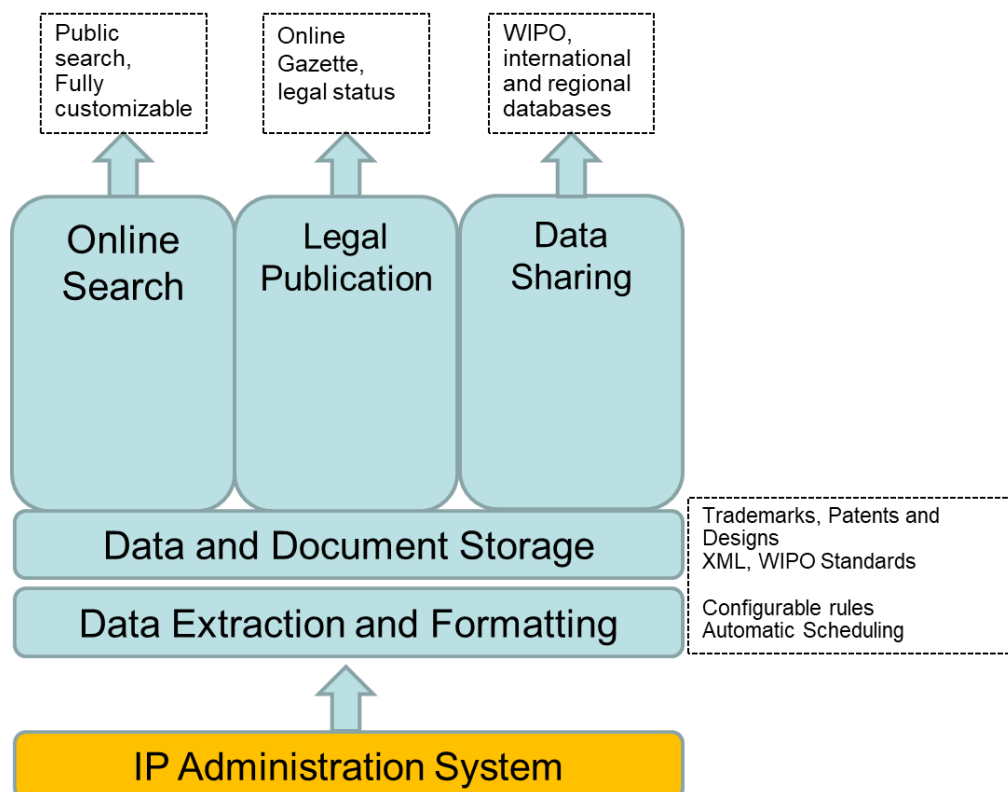 Public
search,
Fully
customizable
Online
Gazette,
legal status
WIPO,
international
and regional
databases
Online
Search
Legal
Publication
Data
Sharing
Data and Document Storage
Trademarks, Patents and
Designs
XML, WIPO Standards
Configurable rules
Automatic Scheduling
Data Extraction and Formatting
IP Administration System